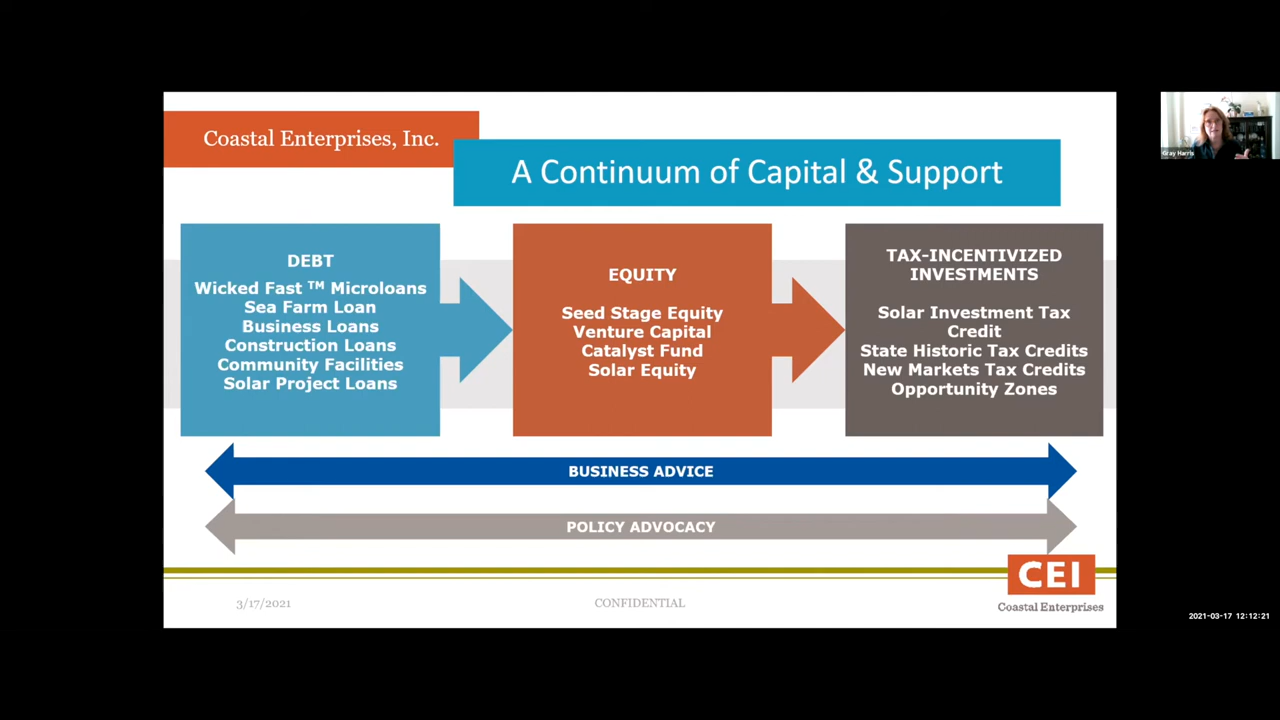 Coastal Enterprises, Inc.
A Continuum of Capital & Support
DEBT
Wicked Fast ™ Microloans
Sea Farm Loan
Business Loans
Construction Loans
Community Facilities
Solar Project Loans
EQUITY
Seed Stage Equity
Venture Capital
Catalyst Fund
Solar Equity
TAX-INCENTIVIZED
INVESTMENTS
Solar Investment Tax
Credit
State Historic Tax Credits
New Markets Tax Credits
Opportunity Zones
BUSINESS ADVICE
POLICY ADVOCACY
3/17/2021
CONFIDENTIAL
CEI
Coastal Enterprises
Gray Harris
2021-03-17 12:12:21